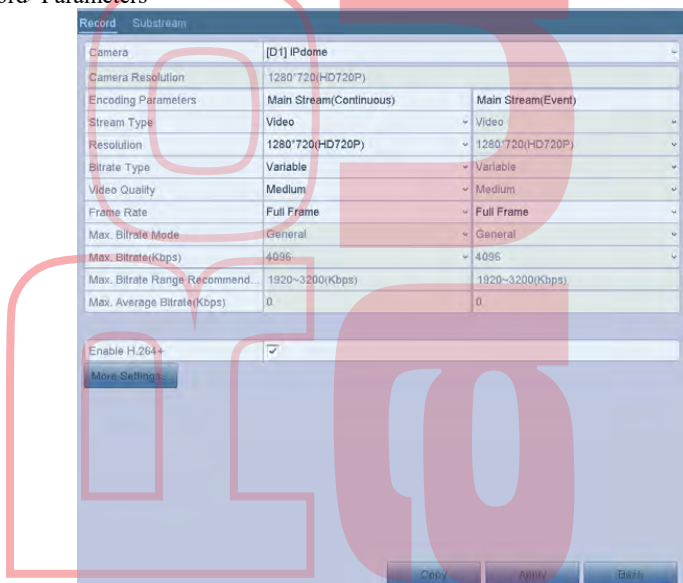 ord Parameters
Record Substream
Camera [D1] IPdome
Camera Resolution 1280*720(HD720P)
Encoding Parameters Main Stream(Continuous) Main Stream(Event)
Stream Type Video Video
Resolution 1280*720(HD720P) 1280*720(HD720P)
Bitrate Type Variable Variable
Video Quality Medium Medium
Frame Rate Full Frame Full Frame
Max. Bitrate Mode General General
Max. Bitrate(Kbps) 4096 4096
Max. Bitrate Range Recommend... 1920~3200(Kbps) 1920~3200(Kbps)
Max. Average Bitrate(Kbps) 0 0
Enable H.264+
More Settings...
Copy Apply Back